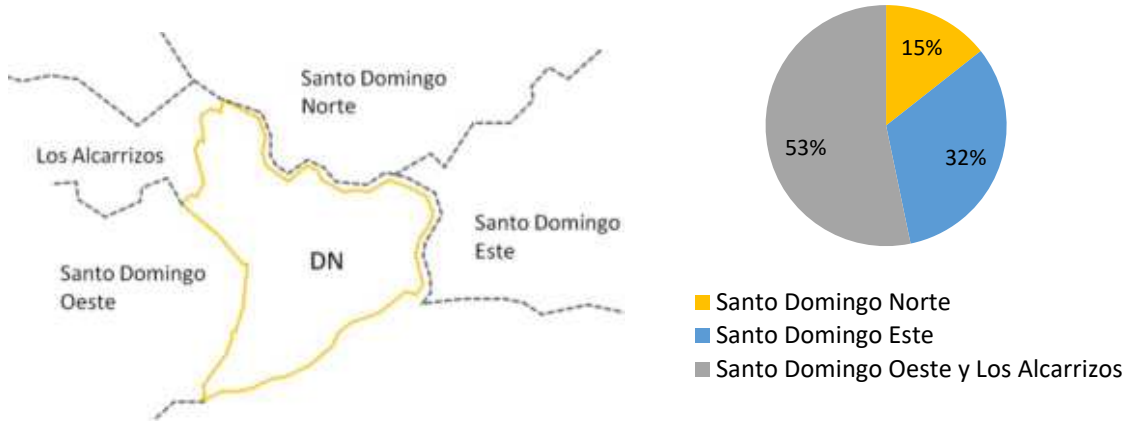 Santo Domingo
Norte
Los Alcarrizos
Santo Domingo
Este
DN
Santo Domingo
Oeste
15%
53%
32%
Santo Domingo Norte
Santo Domingo Este
Santo Domingo Oeste y Los Alcarrizos